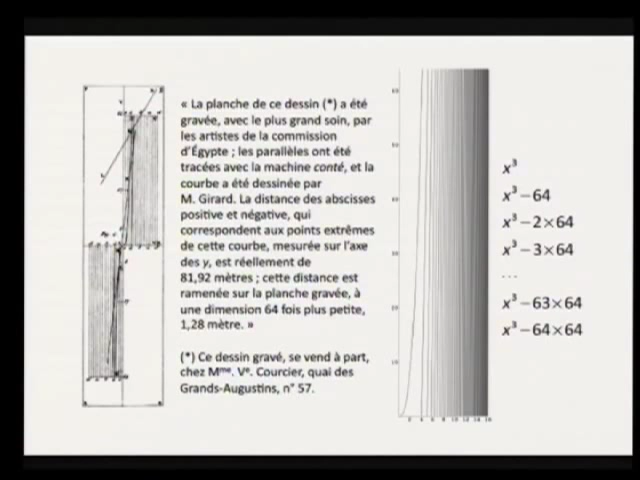 « La planche de ce dessin (*) a été
gravée, avec le plus grand soin, par
les artistes de la commission
d'Égypte ; les parallèles ont été
tracées avec la machine conté, et la
courbe a été dessinée par
M. Girard. La distance des abscisses
positive et négative, qui
correspondent aux points extrêmes
de cette courbe, mesurée sur l'axe
des y, est réellement de
81,92 mètres ; cette distance est
ramenée sur la planche gravée, à
une dimension 64 fois plus petite,
1,28 mètre. »
(*) Ce dessin gravé, se vend à part,
chez Mᵐᵉ. Vᵉ. Courcier, quai des
Grands-Augustins, n° 57.
x³
x³ – 64
x³ – 2×64
x³ – 3×64
...
x³ – 63×64
x³ – 64×64